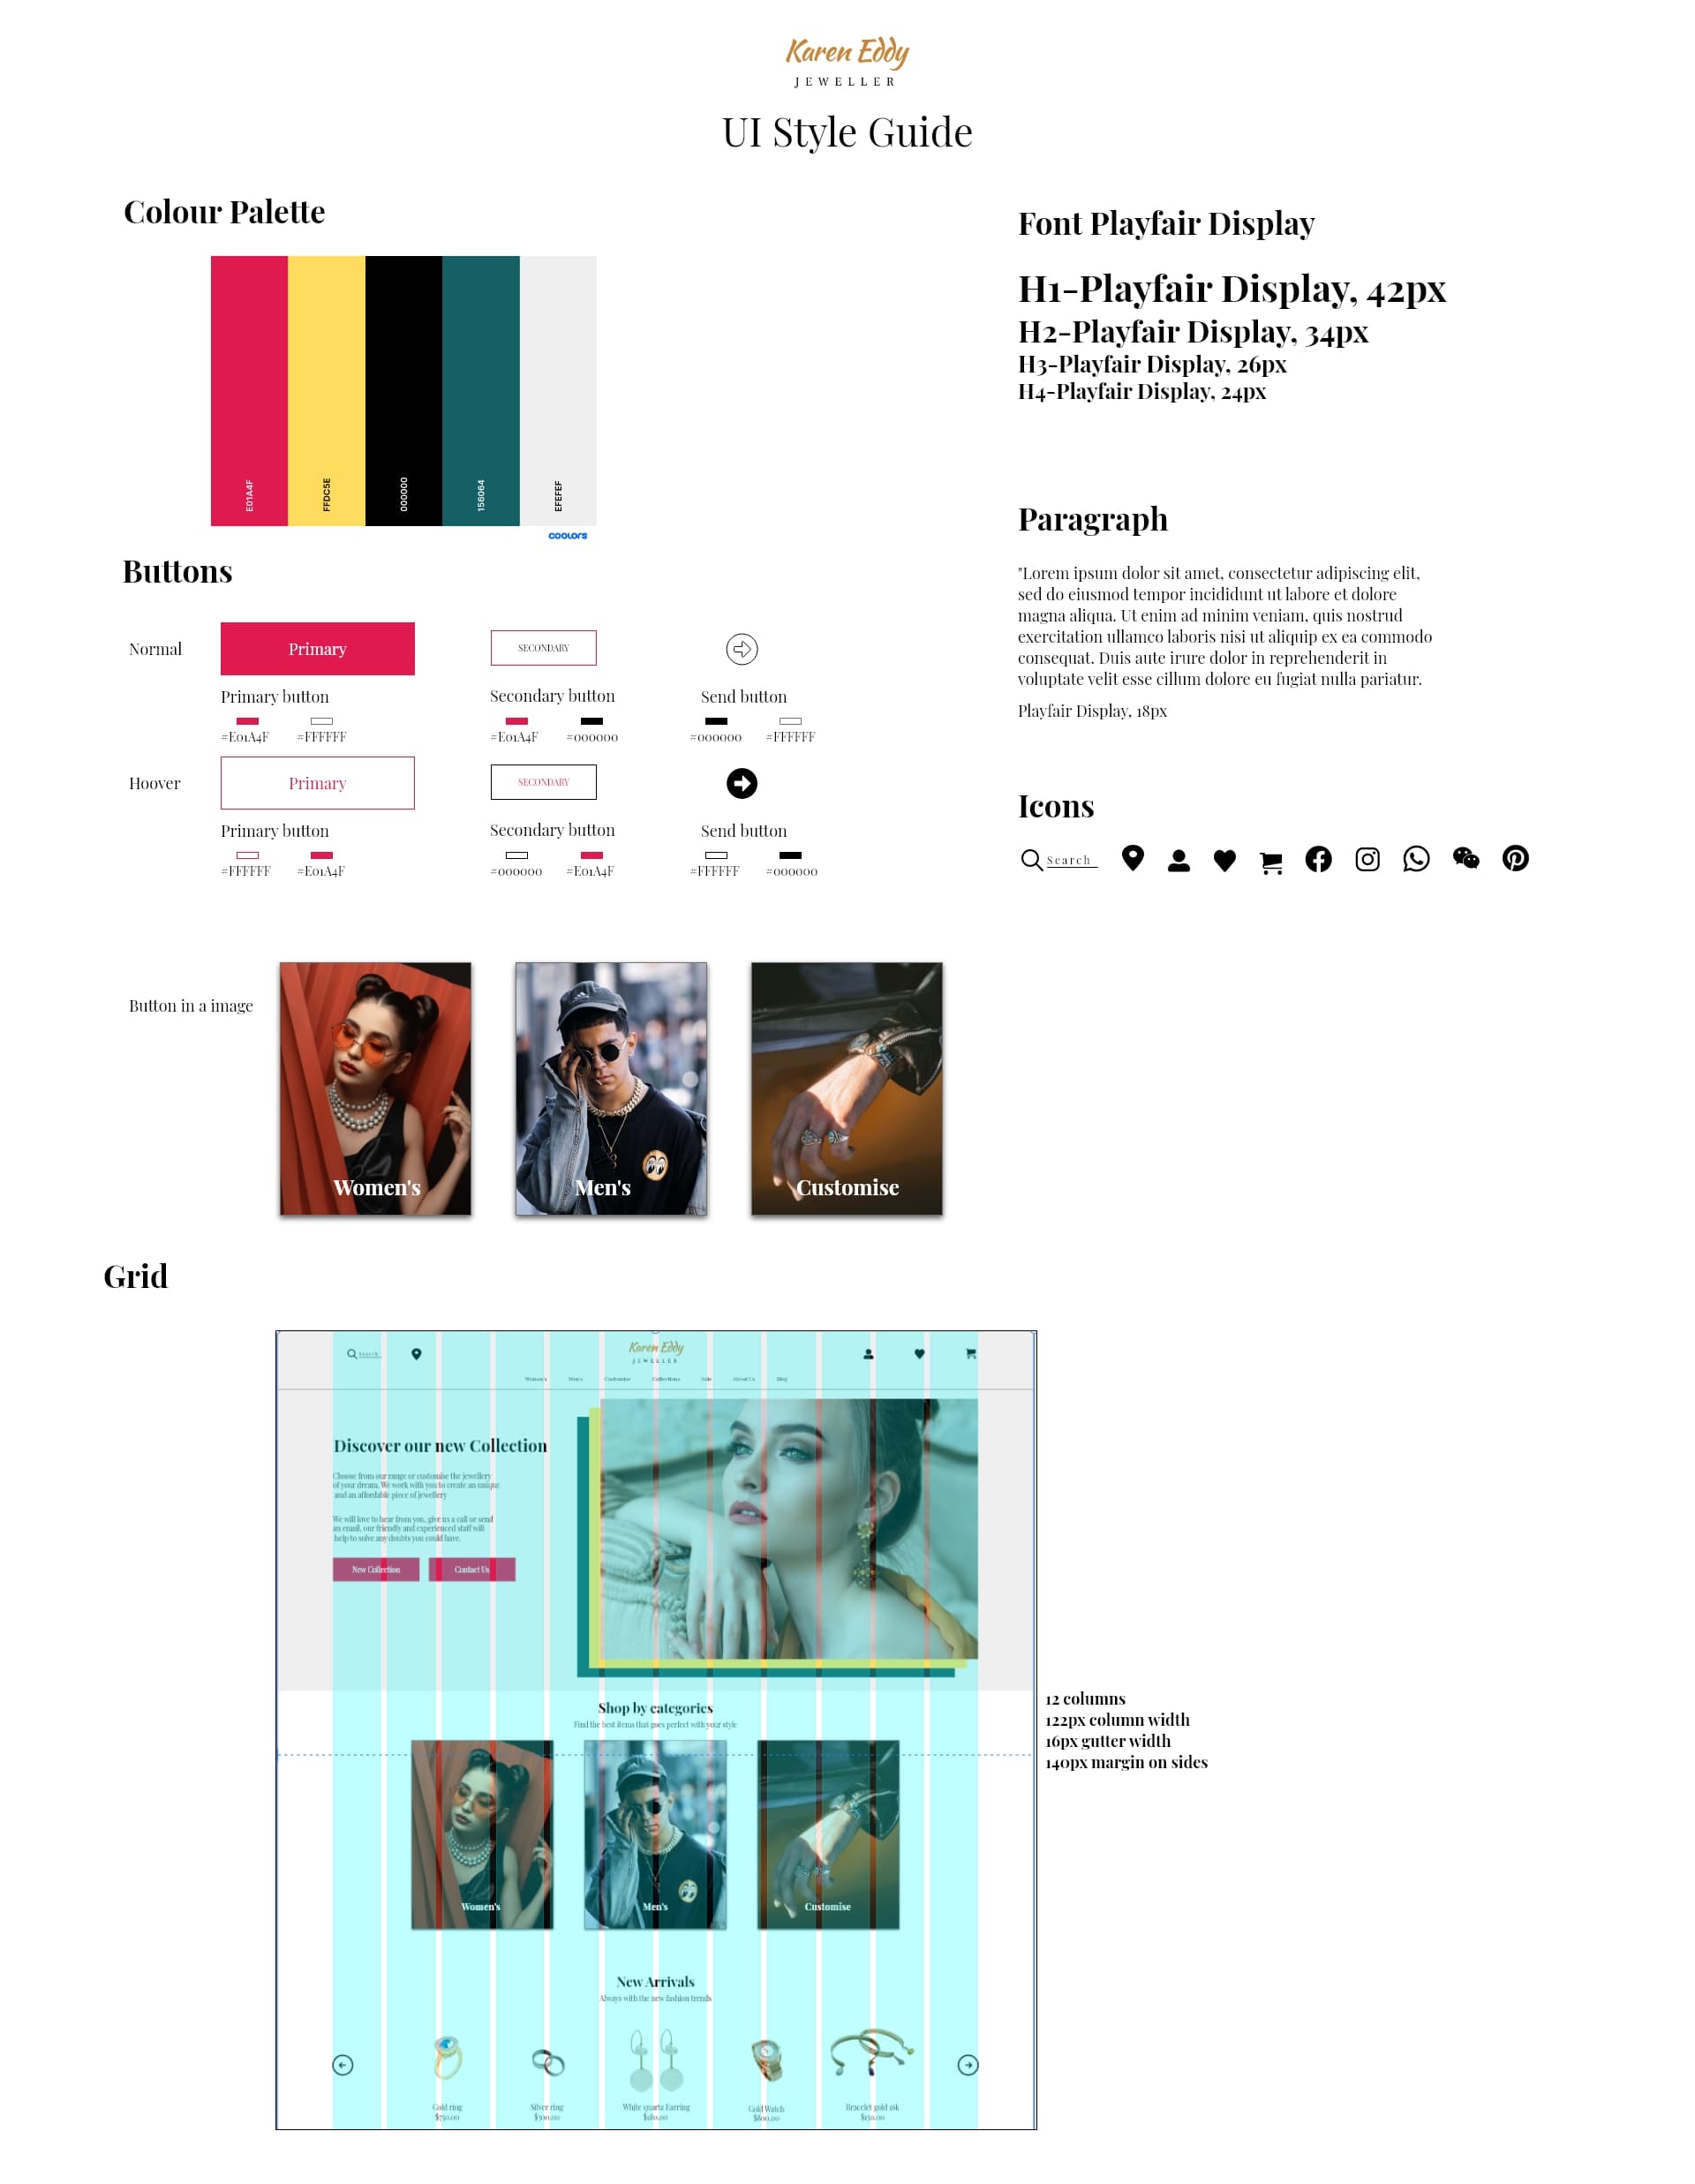 Karen Eddy
JEWELLER
UI Style Guide
Colour Palette
E01A4F
FFDC5E
000000
156064
EFEFEF
coolors
Buttons
Normal
Primary
SECONDARY
Primary button
Secondary button
Send button
#E01A4F
#FFFFFF
#E01A4F
#000000
#000000
#FFFFFF
Hoover
Primary
SECONDARY
Primary button
Secondary button
Send button
#FFFFFF
#E01A4F
#000000
#E01A4F
#FFFFFF
#000000
Button in a image
Women's
Men's
Customise
Font Playfair Display
H1-Playfair Display, 42px
H2-Playfair Display, 34px
H3-Playfair Display, 26px
H4-Playfair Display, 24px
Paragraph
"Lorem ipsum dolor sit amet, consectetur adipiscing elit,
sed do eiusmod tempor incididunt ut labore et dolore
magna aliqua. Ut enim ad minim veniam, quis nostrud
exercitation ullamco laboris nisi ut aliquip ex ea commodo
consequat. Duis aute irure dolor in reprehenderit in
voluptate velit esse cillum dolore eu fugiat nulla pariatur.
Playfair Display, 18px
Icons
Search
Grid
Search
Karen Eddy
JEWELLER
Women's
Men's
Customise
Collections
Sale
About Us
Blog
Discover our new Collection
Choose from our range or customise the jewellery
of your dream. We work with you to create an unique
and an affordable piece of jewellery
We will love to hear from you, give us a call or send
an email, our friendly and experienced staff will
help to solve any doubts you could have.
New Collection
Contact Us
Shop by categories
Find the best items that goes perfect with your style
Women's
Men's
Customise
New Arrivals
Always with the new fashion trends
Gold ring
$750.00
Silver ring
$300.00
White quartz Earring
$180.00
Gold Watch
$800.00
Bracelet gold ask
$150.00
12 columns
122px column width
16px gutter width
140px margin on sides